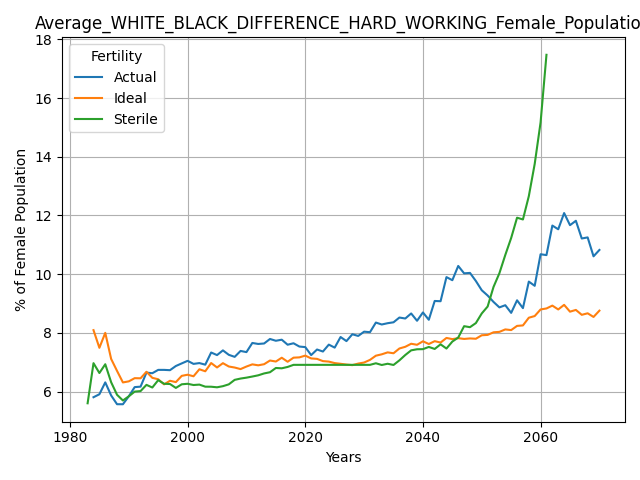 Average_WHITE_BLACK_DIFFERENCE_HARD_WORKING_Female_Populatio
Fertility
Actual
Ideal
Sterile
% of Female Population
18
16
14
12
10
8
6
1980
2000
2020
2040
2060
Years